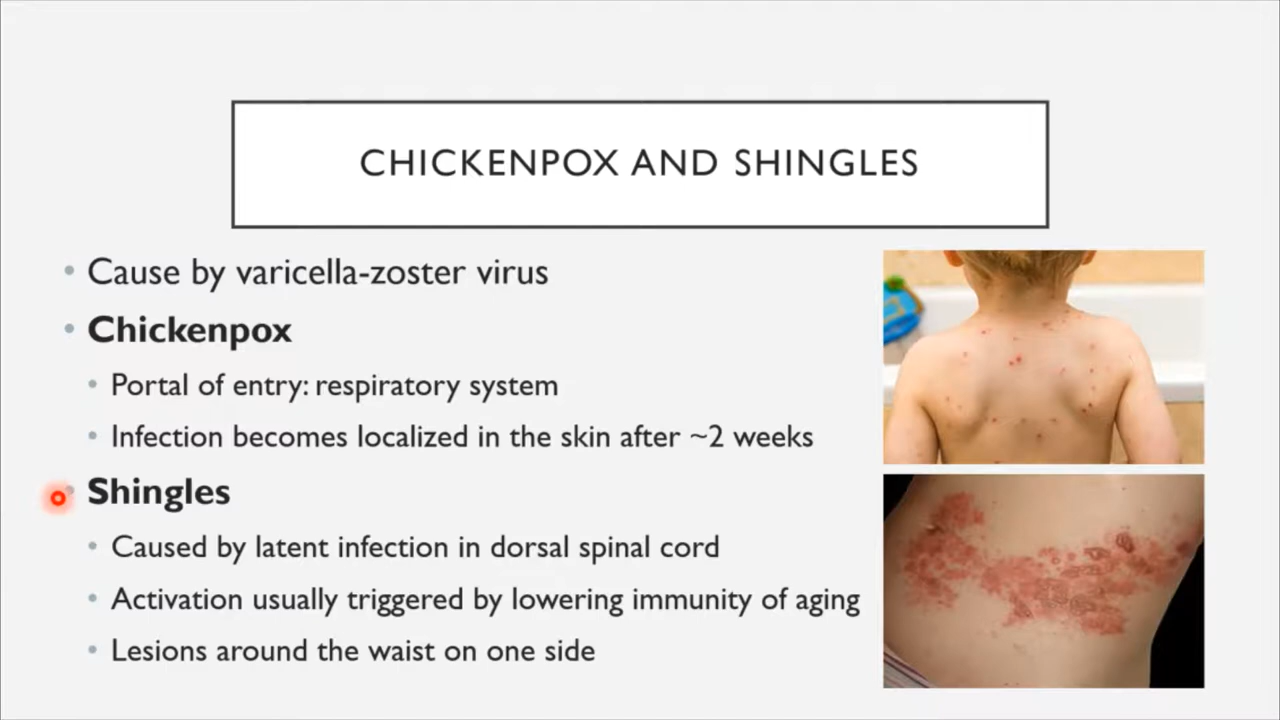 CHICKENPOX AND SHINGLES
• Cause by varicella-zoster virus
• Chickenpox
• Portal of entry: respiratory system
• Infection becomes localized in the skin after ~2 weeks
• Shingles
• Caused by latent infection in dorsal spinal cord
• Activation usually triggered by lowering immunity of aging
• Lesions around the waist on one side